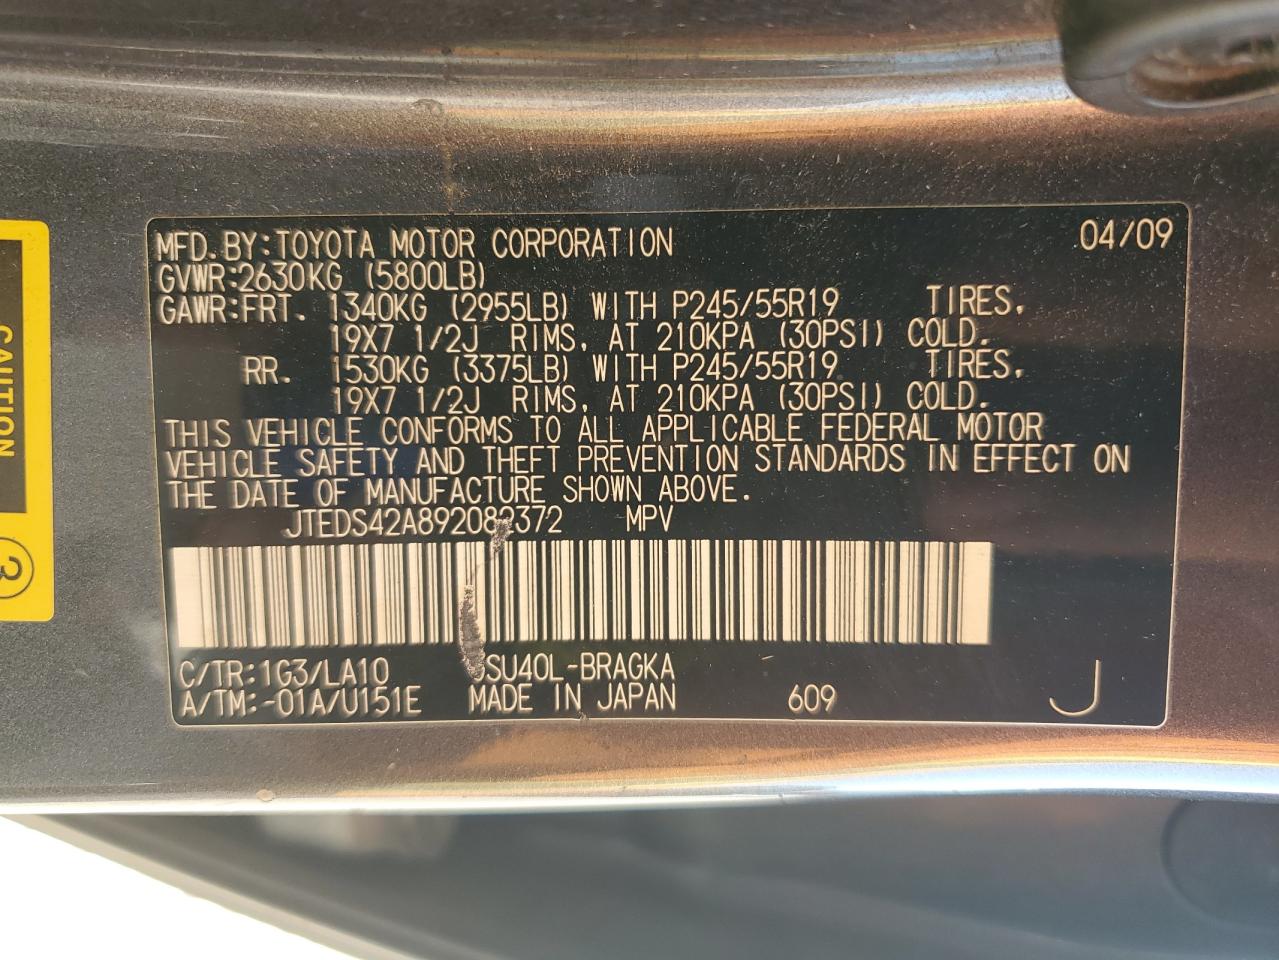 MFD. BY: TOYOTA MOTOR CORPORATION 04/09
GVWR:2630KG (5800LB)
GAWR:FRT. 1340KG (2955LB) WITH P245/55R19 TIRES,
19X7 1/2J RIMS, AT 210KPA (30PSI) COLD.
RR. 1530KG (3375LB) WITH P245/55R19 TIRES,
19X7 1/2J RIMS, AT 210KPA (30PSI) COLD.
THIS VEHICLE CONFORMS TO ALL APPLICABLE FEDERAL MOTOR
VEHICLE SAFETY AND THEFT PREVENTION STANDARDS IN EFFECT ON
THE DATE OF MANUFACTURE SHOWN ABOVE.
JTEDS42A892082372 MPV
C/TR:1G3/LA10 SU40L-BRAGKA
A/TM:-01A/U151E MADE IN JAPAN 609 J
CAUTION
3